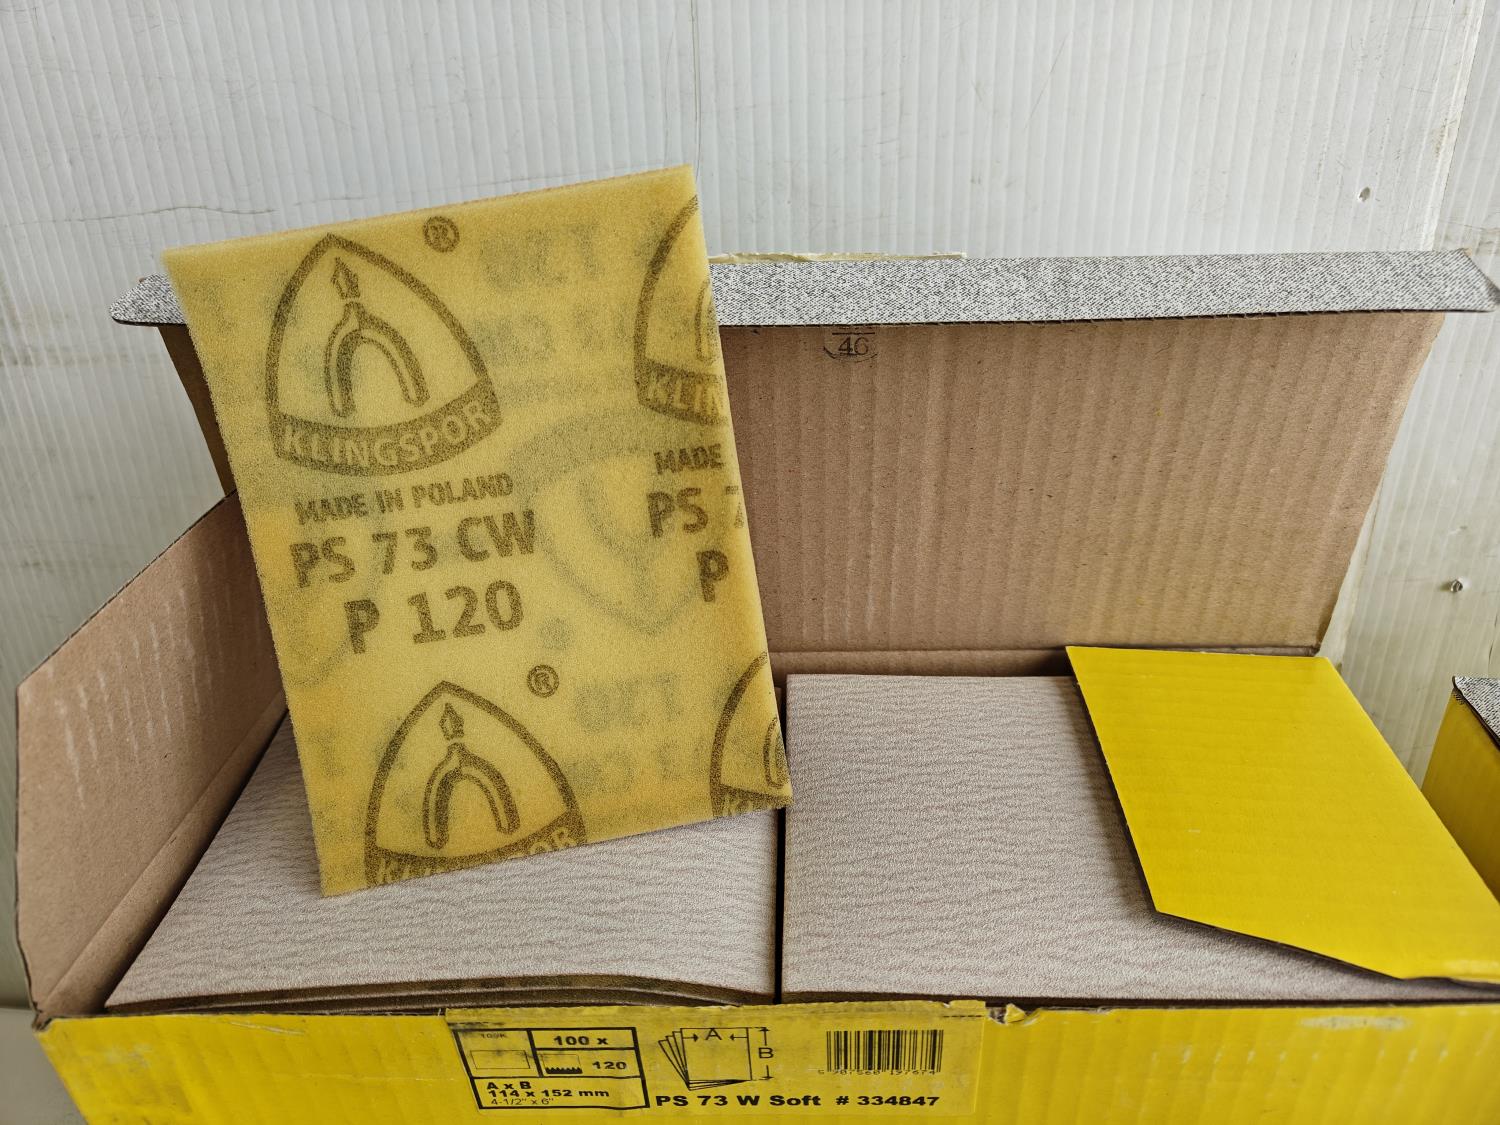 ®
KLINGSPOR
MADE IN POLAND
PS 73 CW
P 120
KLIN
MADE
PS 7
P
®
KLINGSPOR
46
100 x
120
A x B
114 x 152 mm
4-1/2" x 6"
A
B
PS 73 W Soft # 334847